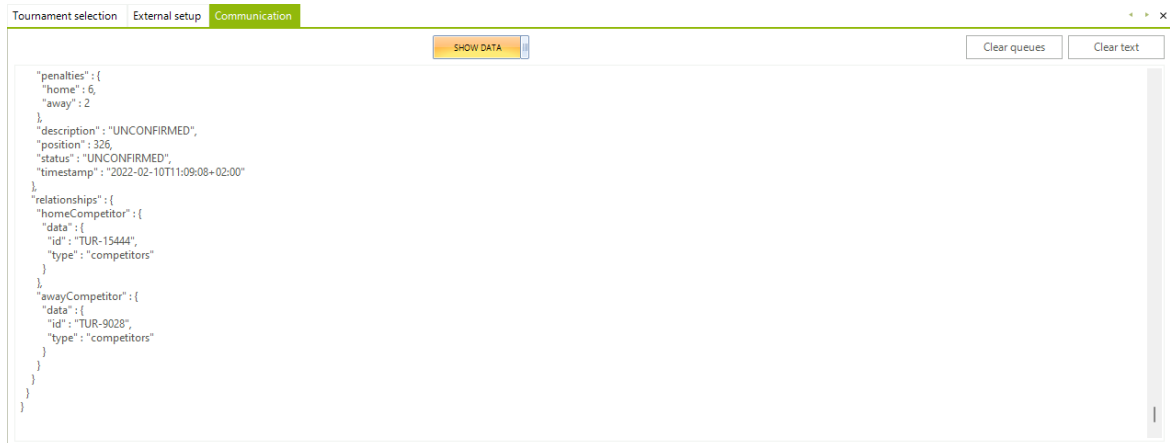 Tournament selection External setup Communication
SHOW DATA Clear queues Clear text
"penalties" : {
"home" : 6,
"away" : 2
},
"description" : "UNCONFIRMED",
"position" : 326,
"status" : "UNCONFIRMED",
"timestamp" : "2022-02-10T11:09:08+02:00"
},
"relationships" : {
"homeCompetitor" : {
"data" : {
"id" : "TUR-15444",
"type" : "competitors"
}
},
"awayCompetitor" : {
"data" : {
"id" : "TUR-9028",
"type" : "competitors"
}
}
}
}
}